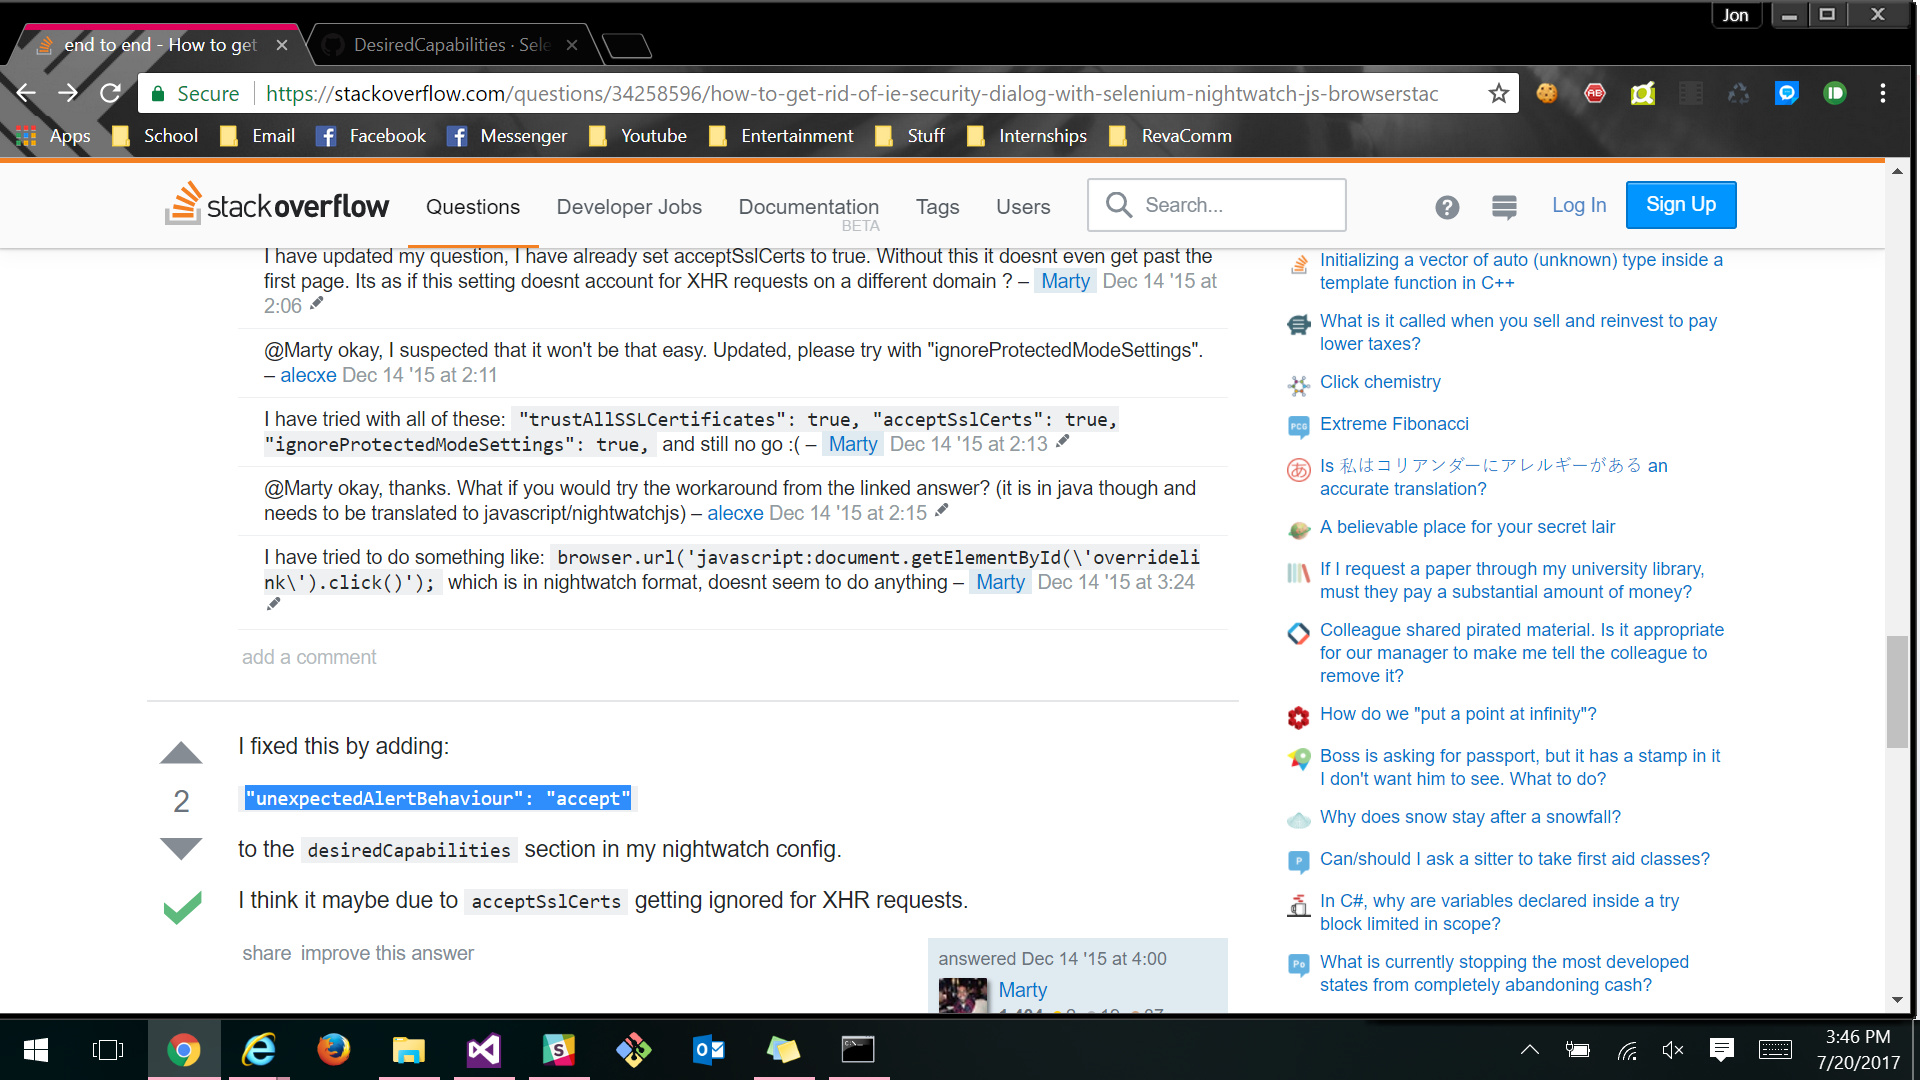 Jon
end to end - How to get
DesiredCapabilities · Sele
Secure
https://stackoverflow.com/questions/34258596/how-to-get-rid-of-ie-security-dialog-with-selenium-nightwatch-js-browserstac
Apps School Email Facebook Messenger Youtube Entertainment Stuff Internships RevaComm
stackoverflow Questions Developer Jobs Documentation Tags Users Search... Log In Sign Up
BETA
I have updated my question, I have already set acceptSslCerts to true. Without this it doesnt even get past the
first page. Its as if this setting doesnt account for XHR requests on a different domain ? – Marty Dec 14 '15 at
2:06
@Marty okay, I suspected that it won't be that easy. Updated, please try with "ignoreProtectedModeSettings".
– alecxe Dec 14 '15 at 2:11
I have tried with all of these: "trustAllSSLCertificates": true, "acceptSslCerts": true,
"ignoreProtectedModeSettings": true, and still no go :( – Marty Dec 14 '15 at 2:13
@Marty okay, thanks. What if you would try the workaround from the linked answer? (it is in java though and
needs to be translated to javascript/nightwatchjs) – alecxe Dec 14 '15 at 2:15
I have tried to do something like: browser.url('javascript:document.getElementById(\'overrideli
nk\').click()'); which is in nightwatch format, doesnt seem to do anything – Marty Dec 14 '15 at 3:24
add a comment
I fixed this by adding:
"unexpectedAlertBehaviour": "accept"
2
to the desiredCapabilities section in my nightwatch config.
I think it maybe due to acceptSslCerts getting ignored for XHR requests.
share improve this answer
answered Dec 14 '15 at 4:00
Marty
Initializing a vector of auto (unknown) type inside a
template function in C++
What is it called when you sell and reinvest to pay
lower taxes?
Click chemistry
PCG Extreme Fibonacci
あ Is 私はコリアンダーにアレルギーがある an
accurate translation?
A believable place for your secret lair
If I request a paper through my university library,
must they pay a substantial amount of money?
Colleague shared pirated material. Is it appropriate
for our manager to make me tell the colleague to
remove it?
How do we "put a point at infinity"?
Boss is asking for passport, but it has a stamp in it
I don't want him to see. What to do?
Why does snow stay after a snowfall?
P Can/should I ask a sitter to take first aid classes?
In C#, why are variables declared inside a try
block limited in scope?
Po What is currently stopping the most developed
states from completely abandoning cash?
3:46 PM
7/20/2017